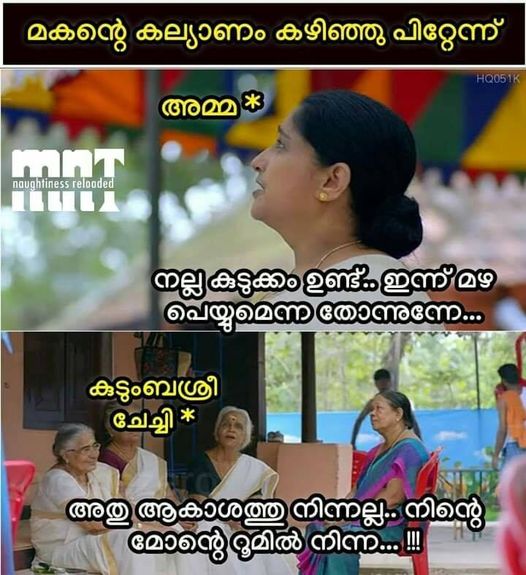 മകന്റെ കല്യാണം കഴിഞ്ഞു പിറ്റേന്ന്
HQ051K
അമ്മ *
mnT
naughtiness reloaded
നല്ല കുടുക്കം ഉണ്ട്.. ഇന്ന് മഴ
പെയ്യുമെന്ന തോന്നുന്നേ...
കുടുംബശ്രീ
ചേച്ചി *
അതു ആകാശത്തു നിന്നല്ല.. നിന്റെ
മോന്റെ റൂമിൽ നിന്ന... !!!